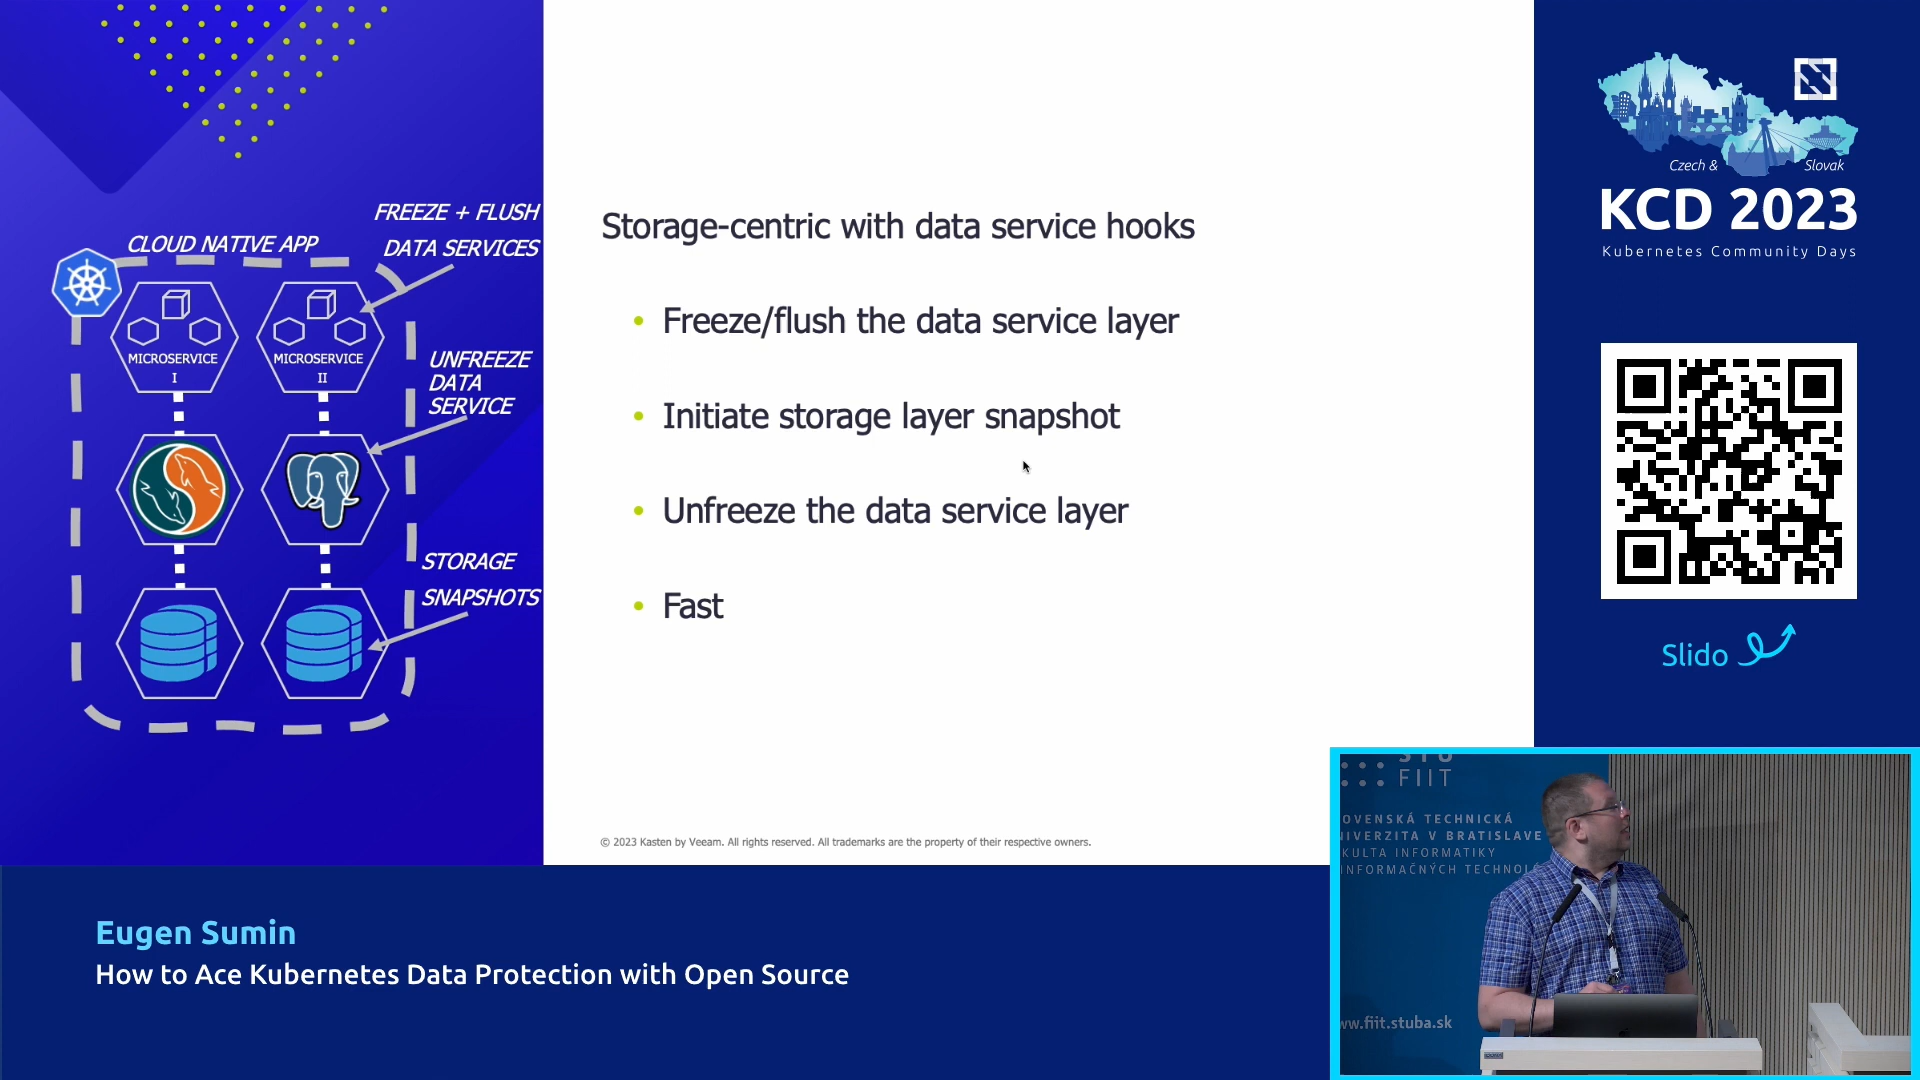 FREEZE + FLUSH
DATA SERVICES
CLOUD NATIVE APP
MICROSERVICE
I
MICROSERVICE
II
UNFREEZE
DATA
SERVICE
STORAGE
SNAPSHOTS
Storage-centric with data service hooks
• Freeze/flush the data service layer
• Initiate storage layer snapshot
• Unfreeze the data service layer
• Fast
© 2023 Kasten by Veeam. All rights reserved. All trademarks are the property of their respective owners.
Czech & Slovak
KCD 2023
Kubernetes Community Days
Slido
Eugen Sumin
How to Ace Kubernetes Data Protection with Open Source
STU
FIIT
OVENSKÁ TECHNICKÁ
IVERZITA V BRATISLAVE
KULTA INFORMATIKY
INFORMAČNÝCH TECHNOLÓ
ww.fiit.stuba.sk